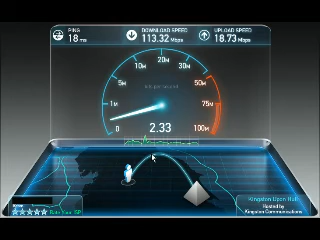 PING
18 ms
DOWNLOAD SPEED
113.32 Mbps
UPLOAD SPEED
18.73 Mbps
0
1M
5M
10M
20M
30M
50M
75M
100M
2.33
Kingston Upon Hull
Hosted by
Kingston Communications
Rate Your ISP